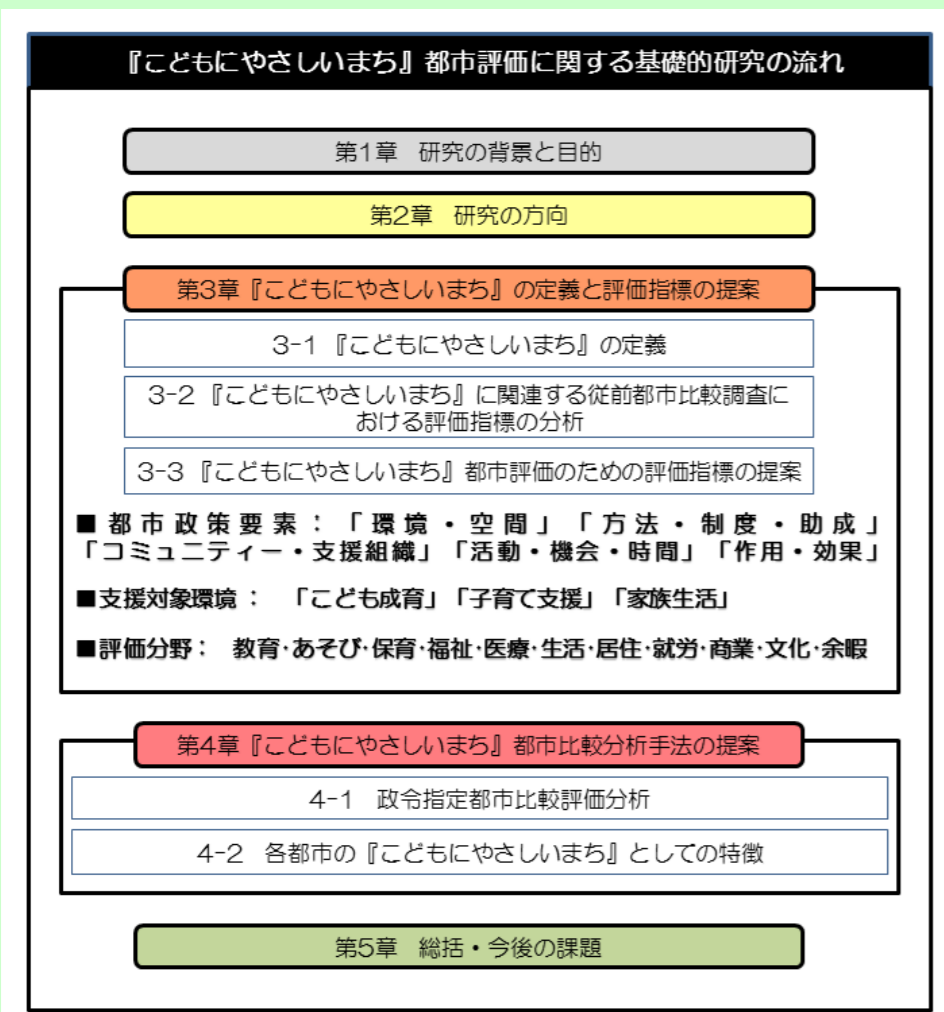 『こどもにやさしいまち』都市評価に関する基礎的研究の流れ
第1章　研究の背景と目的
第2章　研究の方向
第3章『こどもにやさしいまち』の定義と評価指標の提案
3-1 『こどもにやさしいまち』の定義
3-2 『こどもにやさしいまち』に関連する従前都市比較調査に
おける評価指標の分析
3-3 『こどもにやさしいまち』都市評価のための評価指標の提案
■都市政策要素：「環境・空間」「方法・制度・助成」
「コミュニティー・支援組織」「活動・機会・時間」「作用・効果」
■支援対象環境：　「こども成育」「子育て支援」「家族生活」
■評価分野：　教育･あそび･保育･福祉･医療･生活･居住･就労･商業･文化･余暇
第4章『こどもにやさしいまち』都市比較分析手法の提案
4-1　政令指定都市比較評価分析
4-2　各都市の『こどもにやさしいまち』としての特徴
第5章　総括・今後の課題